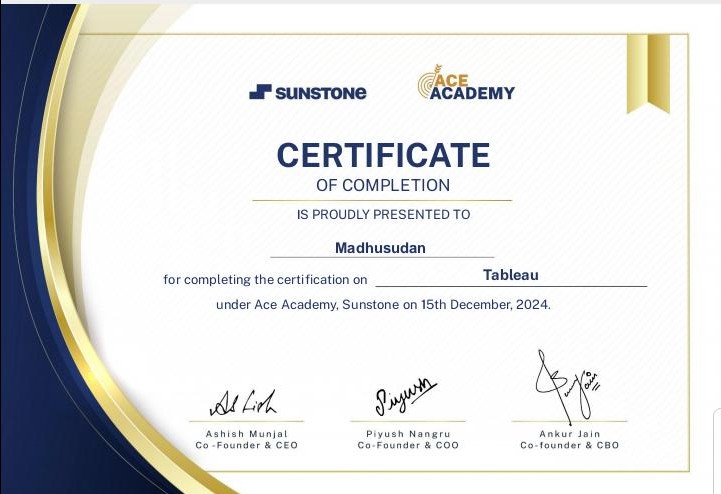 SUNSTONE
ACE
ACADEMY
CERTIFICATE
OF COMPLETION
IS PROUDLY PRESENTED TO
Madhusudan
for completing the certification on Tableau
under Ace Academy, Sunstone on 15th December, 2024.
Piyush
Ashish Munjal Piyush Nangru Ankur Jain
Co -Founder & CEO Co-Founder & COO Co-founder & CBO